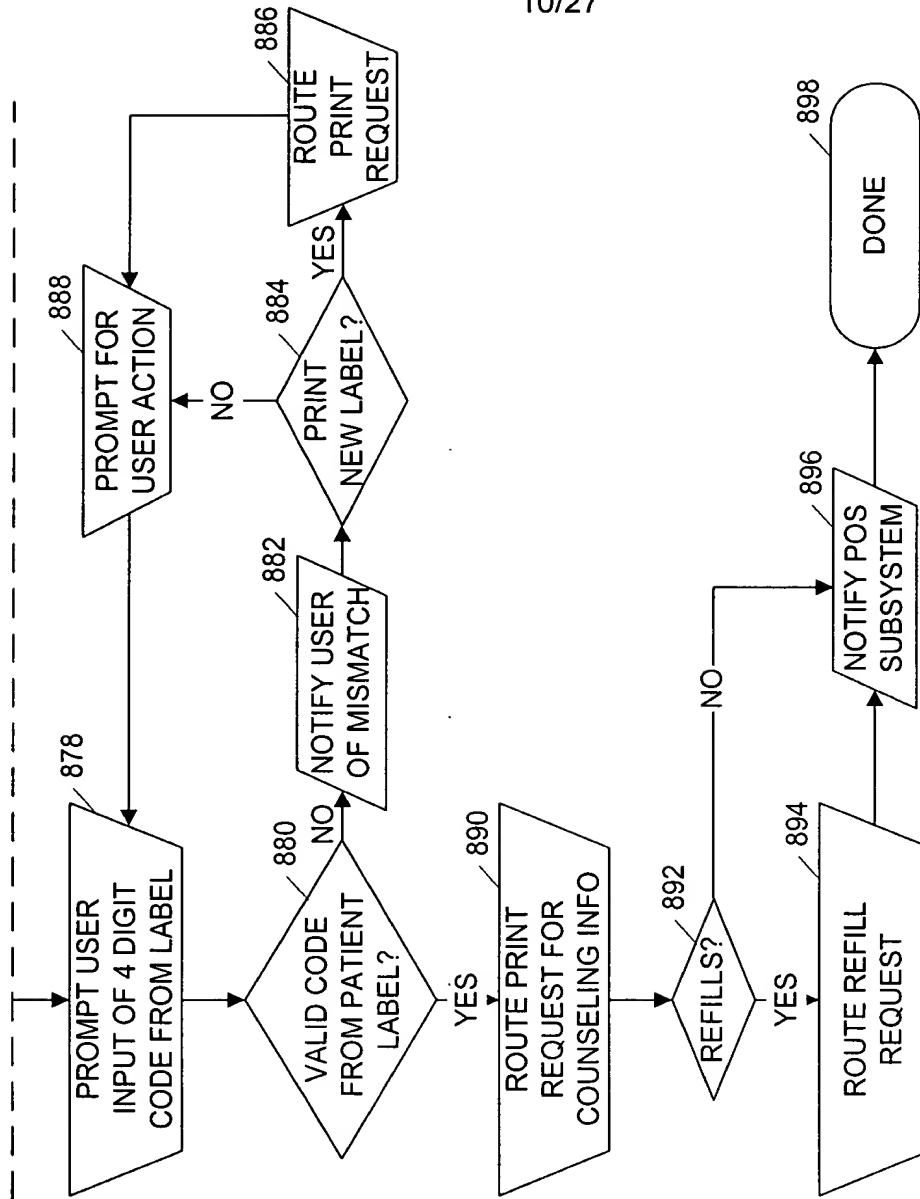 10/27
878
PROMPT USER
INPUT OF 4 DIGIT
CODE FROM LABEL
888
PROMPT FOR
USER ACTION
880
VALID CODE
FROM PATIENT
LABEL?
NO
882
NOTIFY USER
OF MISMATCH
884
PRINT
NEW LABEL?
NO
YES
886
ROUTE
PRINT
REQUEST
YES
890
ROUTE PRINT
REQUEST FOR
COUNSELING INFO
892
REFILLS?
NO
YES
894
ROUTE REFILL
REQUEST
896
NOTIFY POS
SUBSYSTEM
898
DONE